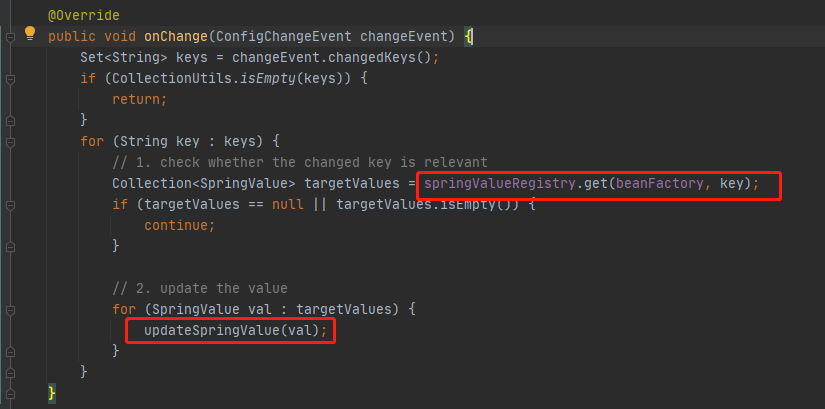 @Override
public void onChange(ConfigChangeEvent changeEvent) {
Set<String> keys = changeEvent.changedKeys();
if (CollectionUtils.isEmpty(keys)) {
return;
}
for (String key : keys) {
// 1. check whether the changed key is relevant
Collection<SpringValue> targetValues = springValueRegistry.get(beanFactory, key);
if (targetValues == null || targetValues.isEmpty()) {
continue;
}
// 2. update the value
for (SpringValue val : targetValues) {
updateSpringValue(val);
}
}
}